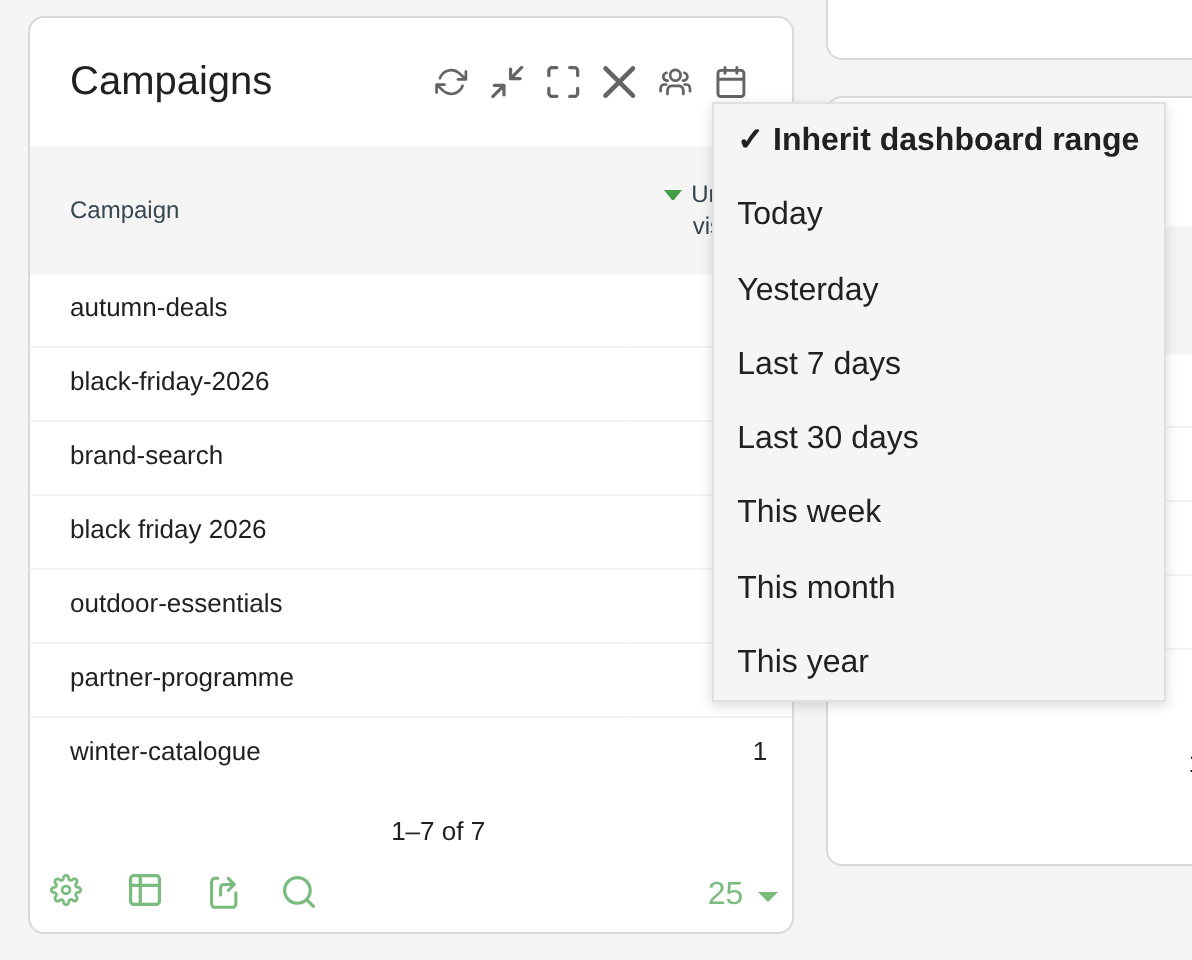 Campaigns
✓ Inherit dashboard range
Today
Yesterday
Last 7 days
Last 30 days
This week
This month
This year
Campaign
autumn-deals
black-friday-2026
brand-search
black friday 2026
outdoor-essentials
partner-programme
winter-catalogue 1
1–7 of 7
25